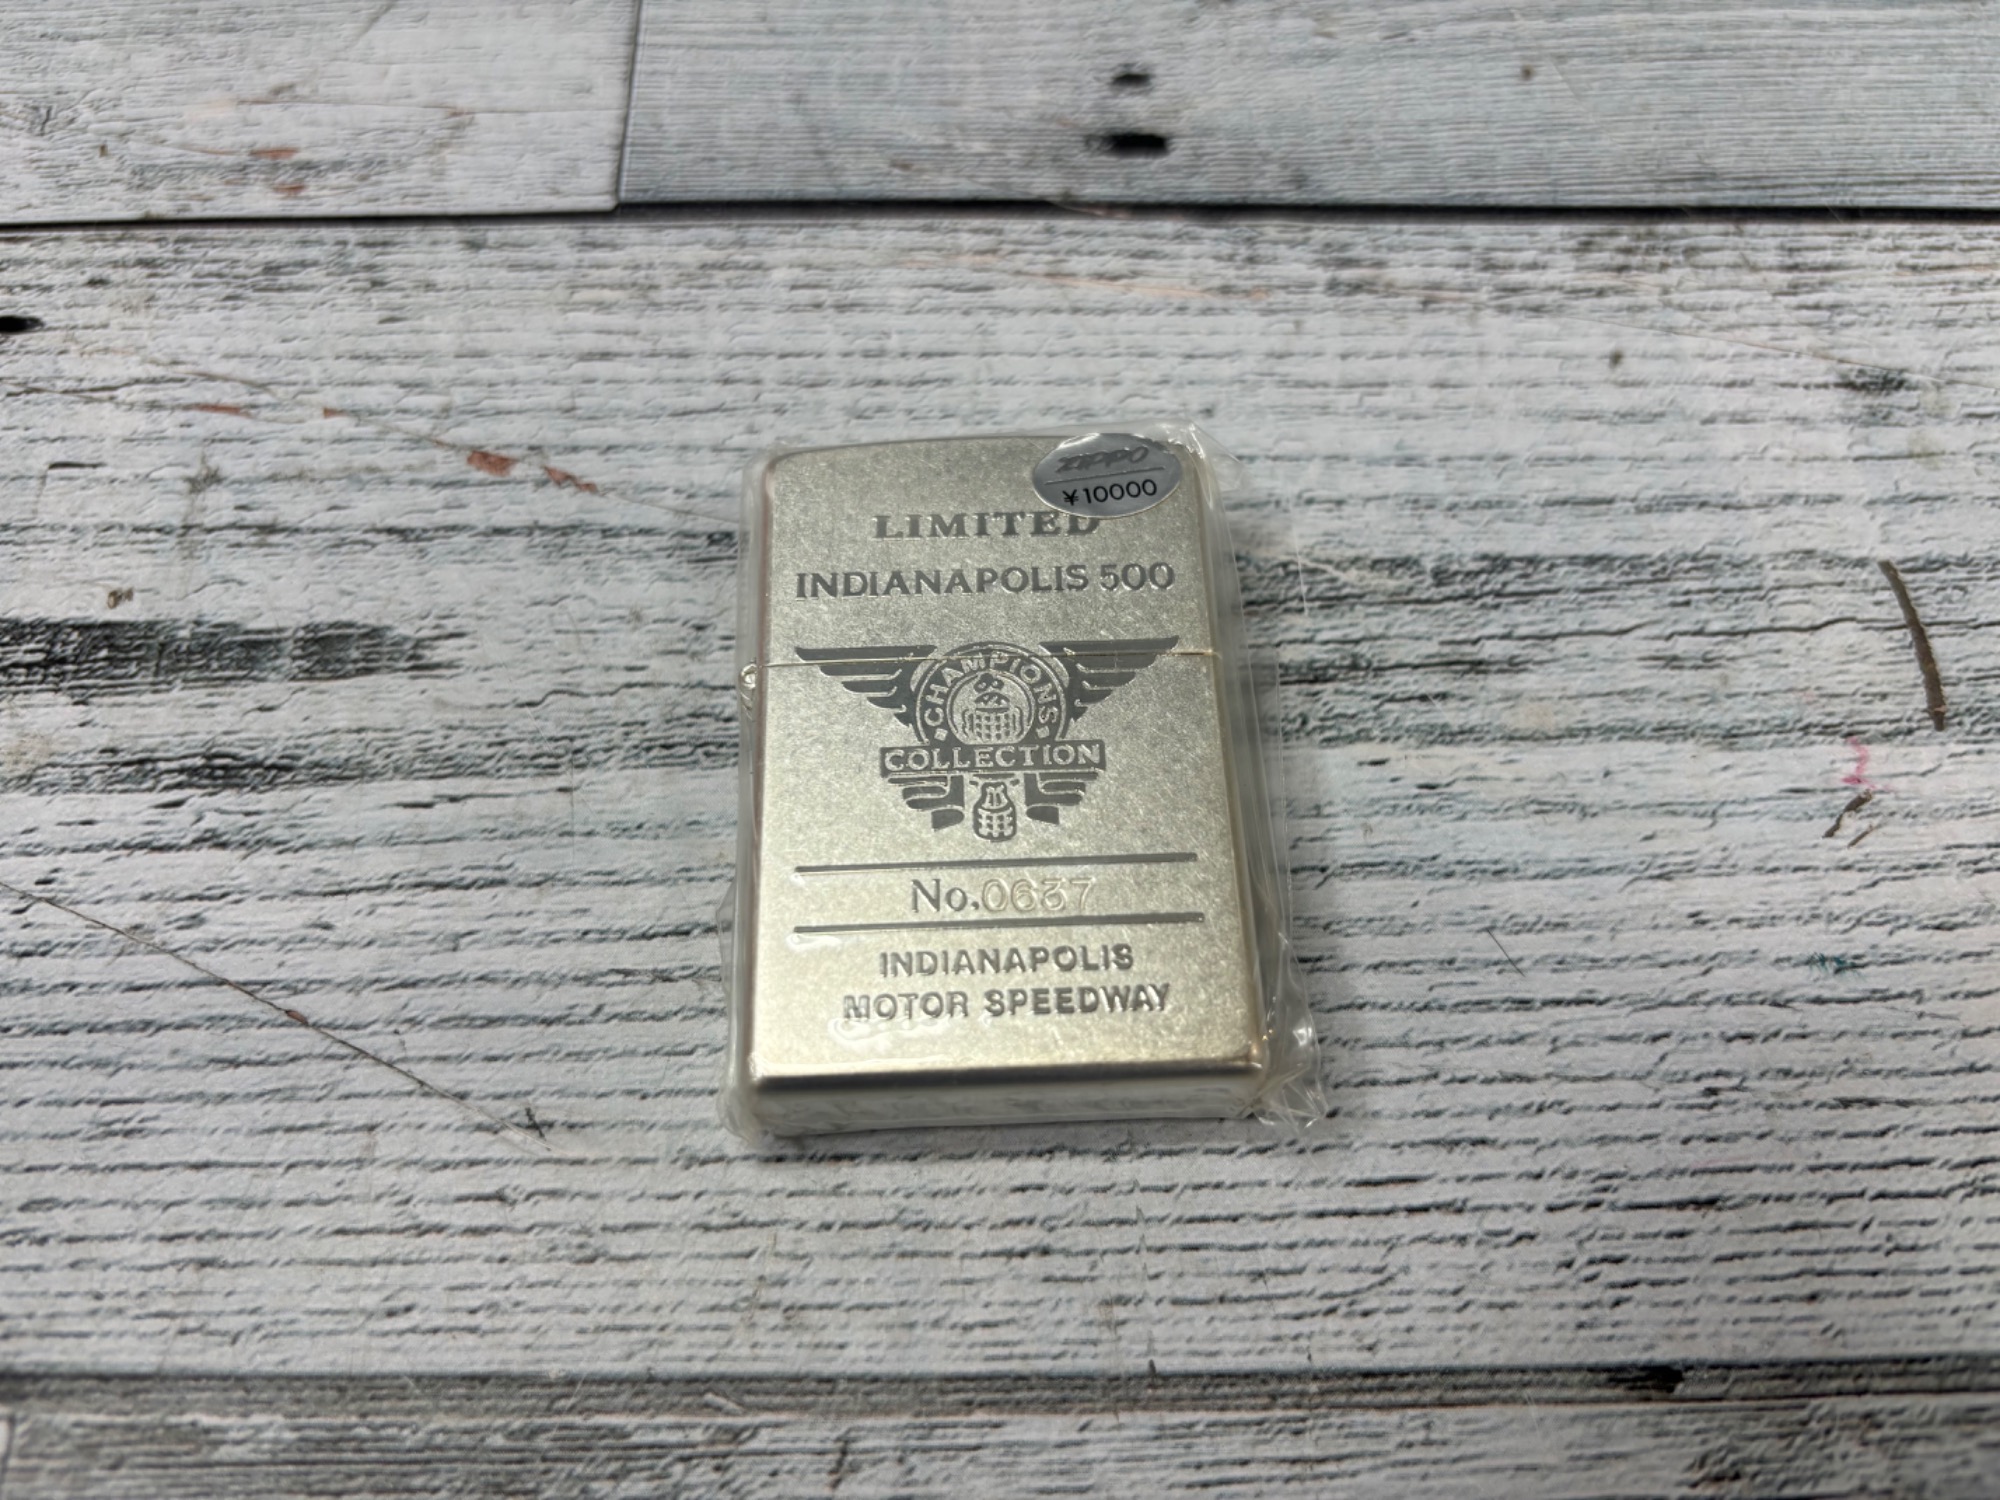 Zippo
¥10000
LIMITED
INDIANAPOLIS 500
CHAMPIONS
COLLECTION
No.0637
INDIANAPOLIS
MOTOR SPEEDWAY